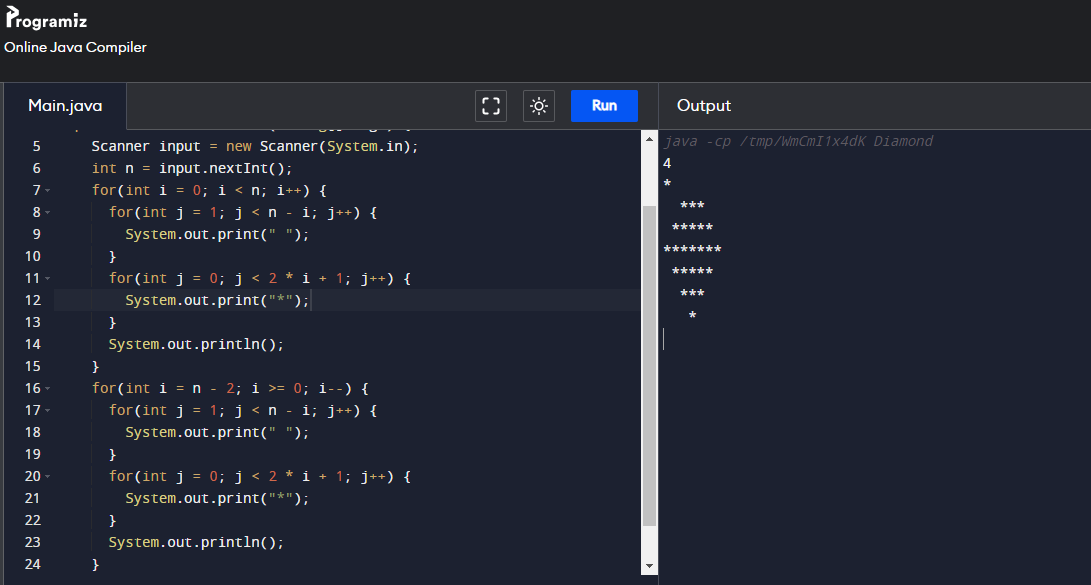 Programiz
Online Java Compiler
Main.java
Run
Output
5 Scanner input = new Scanner(System.in);
6 int n = input.nextInt();
7 for(int i = 0; i < n; i++) {
8 for(int j = 1; j < n - i; j++) {
9 System.out.print(" ");
10 }
11 for(int j = 0; j < 2 * i + 1; j++) {
12 System.out.print("*");
13 }
14 System.out.println();
15 }
16 for(int i = n - 2; i >= 0; i--) {
17 for(int j = 1; j < n - i; j++) {
18 System.out.print(" ");
19 }
20 for(int j = 0; j < 2 * i + 1; j++) {
21 System.out.print("*");
22 }
23 System.out.println();
24 }
java -cp /tmp/WmCmI1x4dK Diamond
4
*
  ***
 *****
*******
 *****
  ***
   *